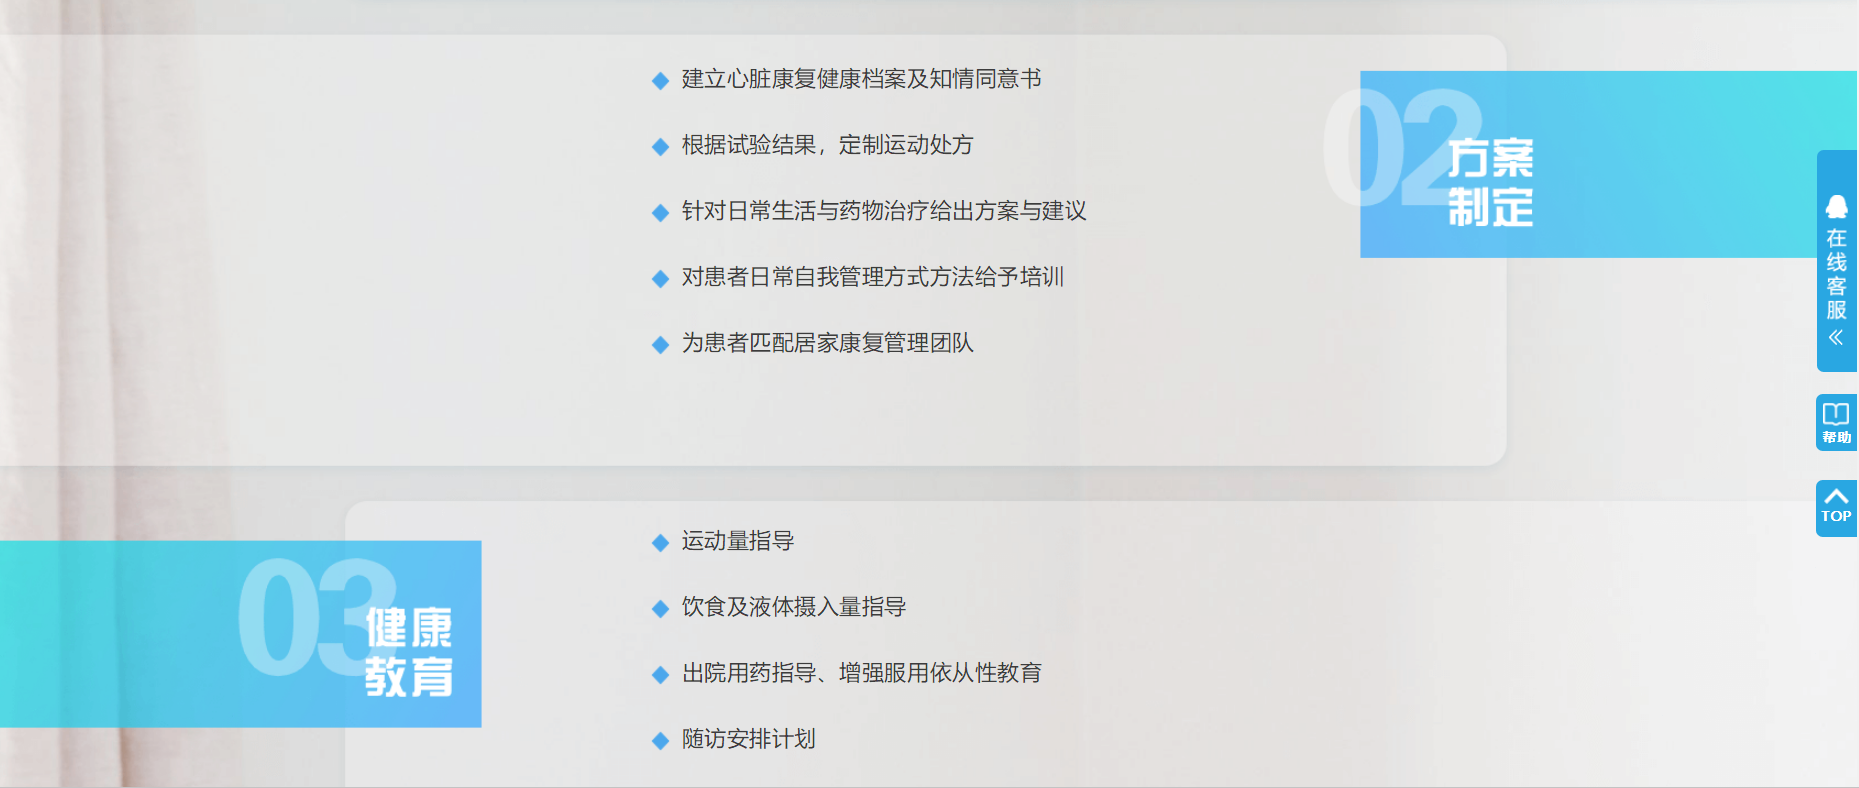 建立心脏康复健康档案及知情同意书
根据试验结果，定制运动处方
针对日常生活与药物治疗给出方案与建议
对患者日常自我管理方式方法给予培训
为患者匹配居家康复管理团队
02
方案
制定
03
健康
教育
运动量指导
饮食及液体摄入量指导
出院用药指导、增强服用依从性教育
随访安排计划
在线客服
帮助
TOP